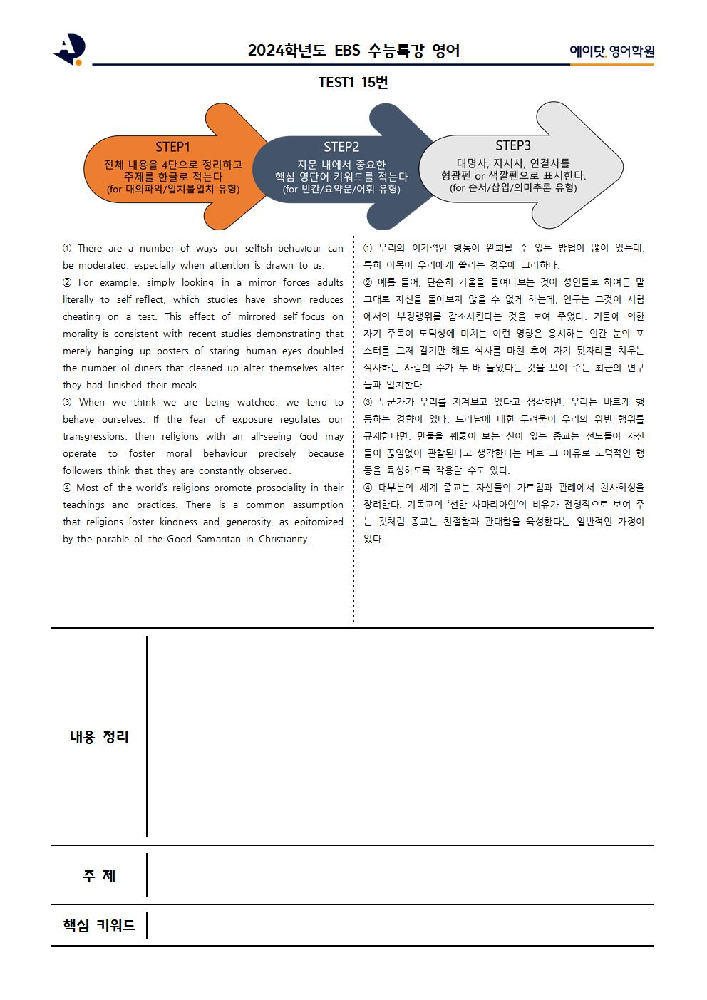 2024학년도 EBS 수능특강 영어
에이닷 영어학원
TEST1 15번
STEP1
전체 내용을 4단으로 정리하고
주제를 한글로 적는다
(for 대의파악/일치불일치 유형)
STEP2
지문 내에서 중요한
핵심 영단어 키워드를 적는다
(for 빈칸/요약문/어휘 유형)
STEP3
대명사, 지시사, 연결사를
형광펜 or 색깔펜으로 표시한다.
(for 순서/삽입/의미추론 유형)
① There are a number of ways our selfish behaviour can
be moderated, especially when attention is drawn to us.
② For example, simply looking in a mirror forces adults
literally to self-reflect, which studies have shown reduces
cheating on a test. This effect of mirrored self-focus on
morality is consistent with recent studies demonstrating that
merely hanging up posters of staring human eyes doubled
the number of diners that cleaned up after themselves after
they had finished their meals.
③ When we think we are being watched, we tend to
behave ourselves. If the fear of exposure regulates our
transgressions, then religions with an all-seeing God may
operate to foster moral behaviour precisely because
followers think that they are constantly observed.
④ Most of the world's religions promote prosociality in their
teachings and practices. There is a common assumption
that religions foster kindness and generosity, as epitomized
by the parable of the Good Samaritan in Christianity.
① 우리의 이기적인 행동이 완회될 수 있는 방법이 많이 있는데,
특히 이목이 우리에게 쏠리는 경우에 그러하다.
② 예를 들어, 단순히 거울을 들여다보는 것이 성인들로 하여금 말
그대로 자신을 돌아보지 않을 수 없게 하는데, 연구는 그것이 시험
에서의 부정행위를 감소시킨다는 것을 보여 주었다. 거울에 의한
자기 주목이 도덕성에 미치는 이런 영향은 응시하는 인간 눈의 포
스터를 그저 걸기만 해도 식사를 마친 후에 자기 뒷자리를 치우는
식사하는 사람의 수가 두 배 늘었다는 것을 보여 주는 최근의 연구
들과 일치한다.
③ 누군가가 우리를 지켜보고 있다고 생각하면, 우리는 바르게 행
동하는 경향이 있다. 드러남에 대한 두려움이 우리의 위반 행위를
규제한다면, 만물을 꿰뚫어 보는 신이 있는 종교는 선도들이 자신
들이 끊임없이 관찰된다고 생각한다는 바로 그 이유로 도덕적인 행
동을 육성하도록 작용할 수도 있다.
④ 대부분의 세계 종교는 자신들의 가르침과 관례에서 친사회성을
장려한다. 기독교의 '선한 사마리아인'의 비유가 전형적으로 보여 주
는 것처럼 종교는 친절함과 관대함을 육성한다는 일반적인 가정이
있다.
내용 정리
주 제
핵심 키워드